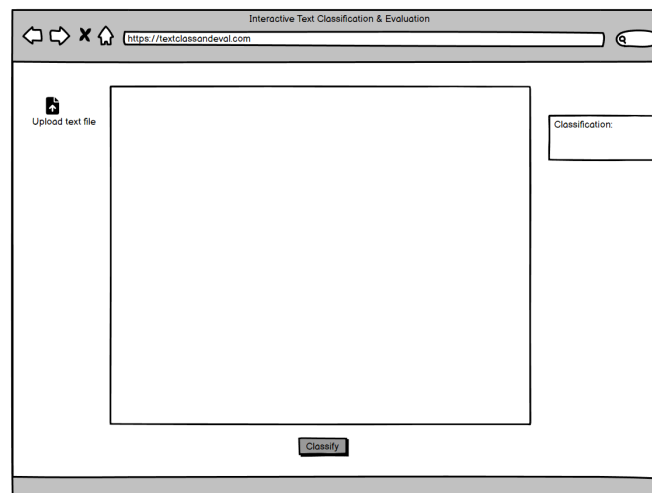 Interactive Text Classification & Evaluation
https://textclassandeval.com
Upload text file
Classification:
Classify